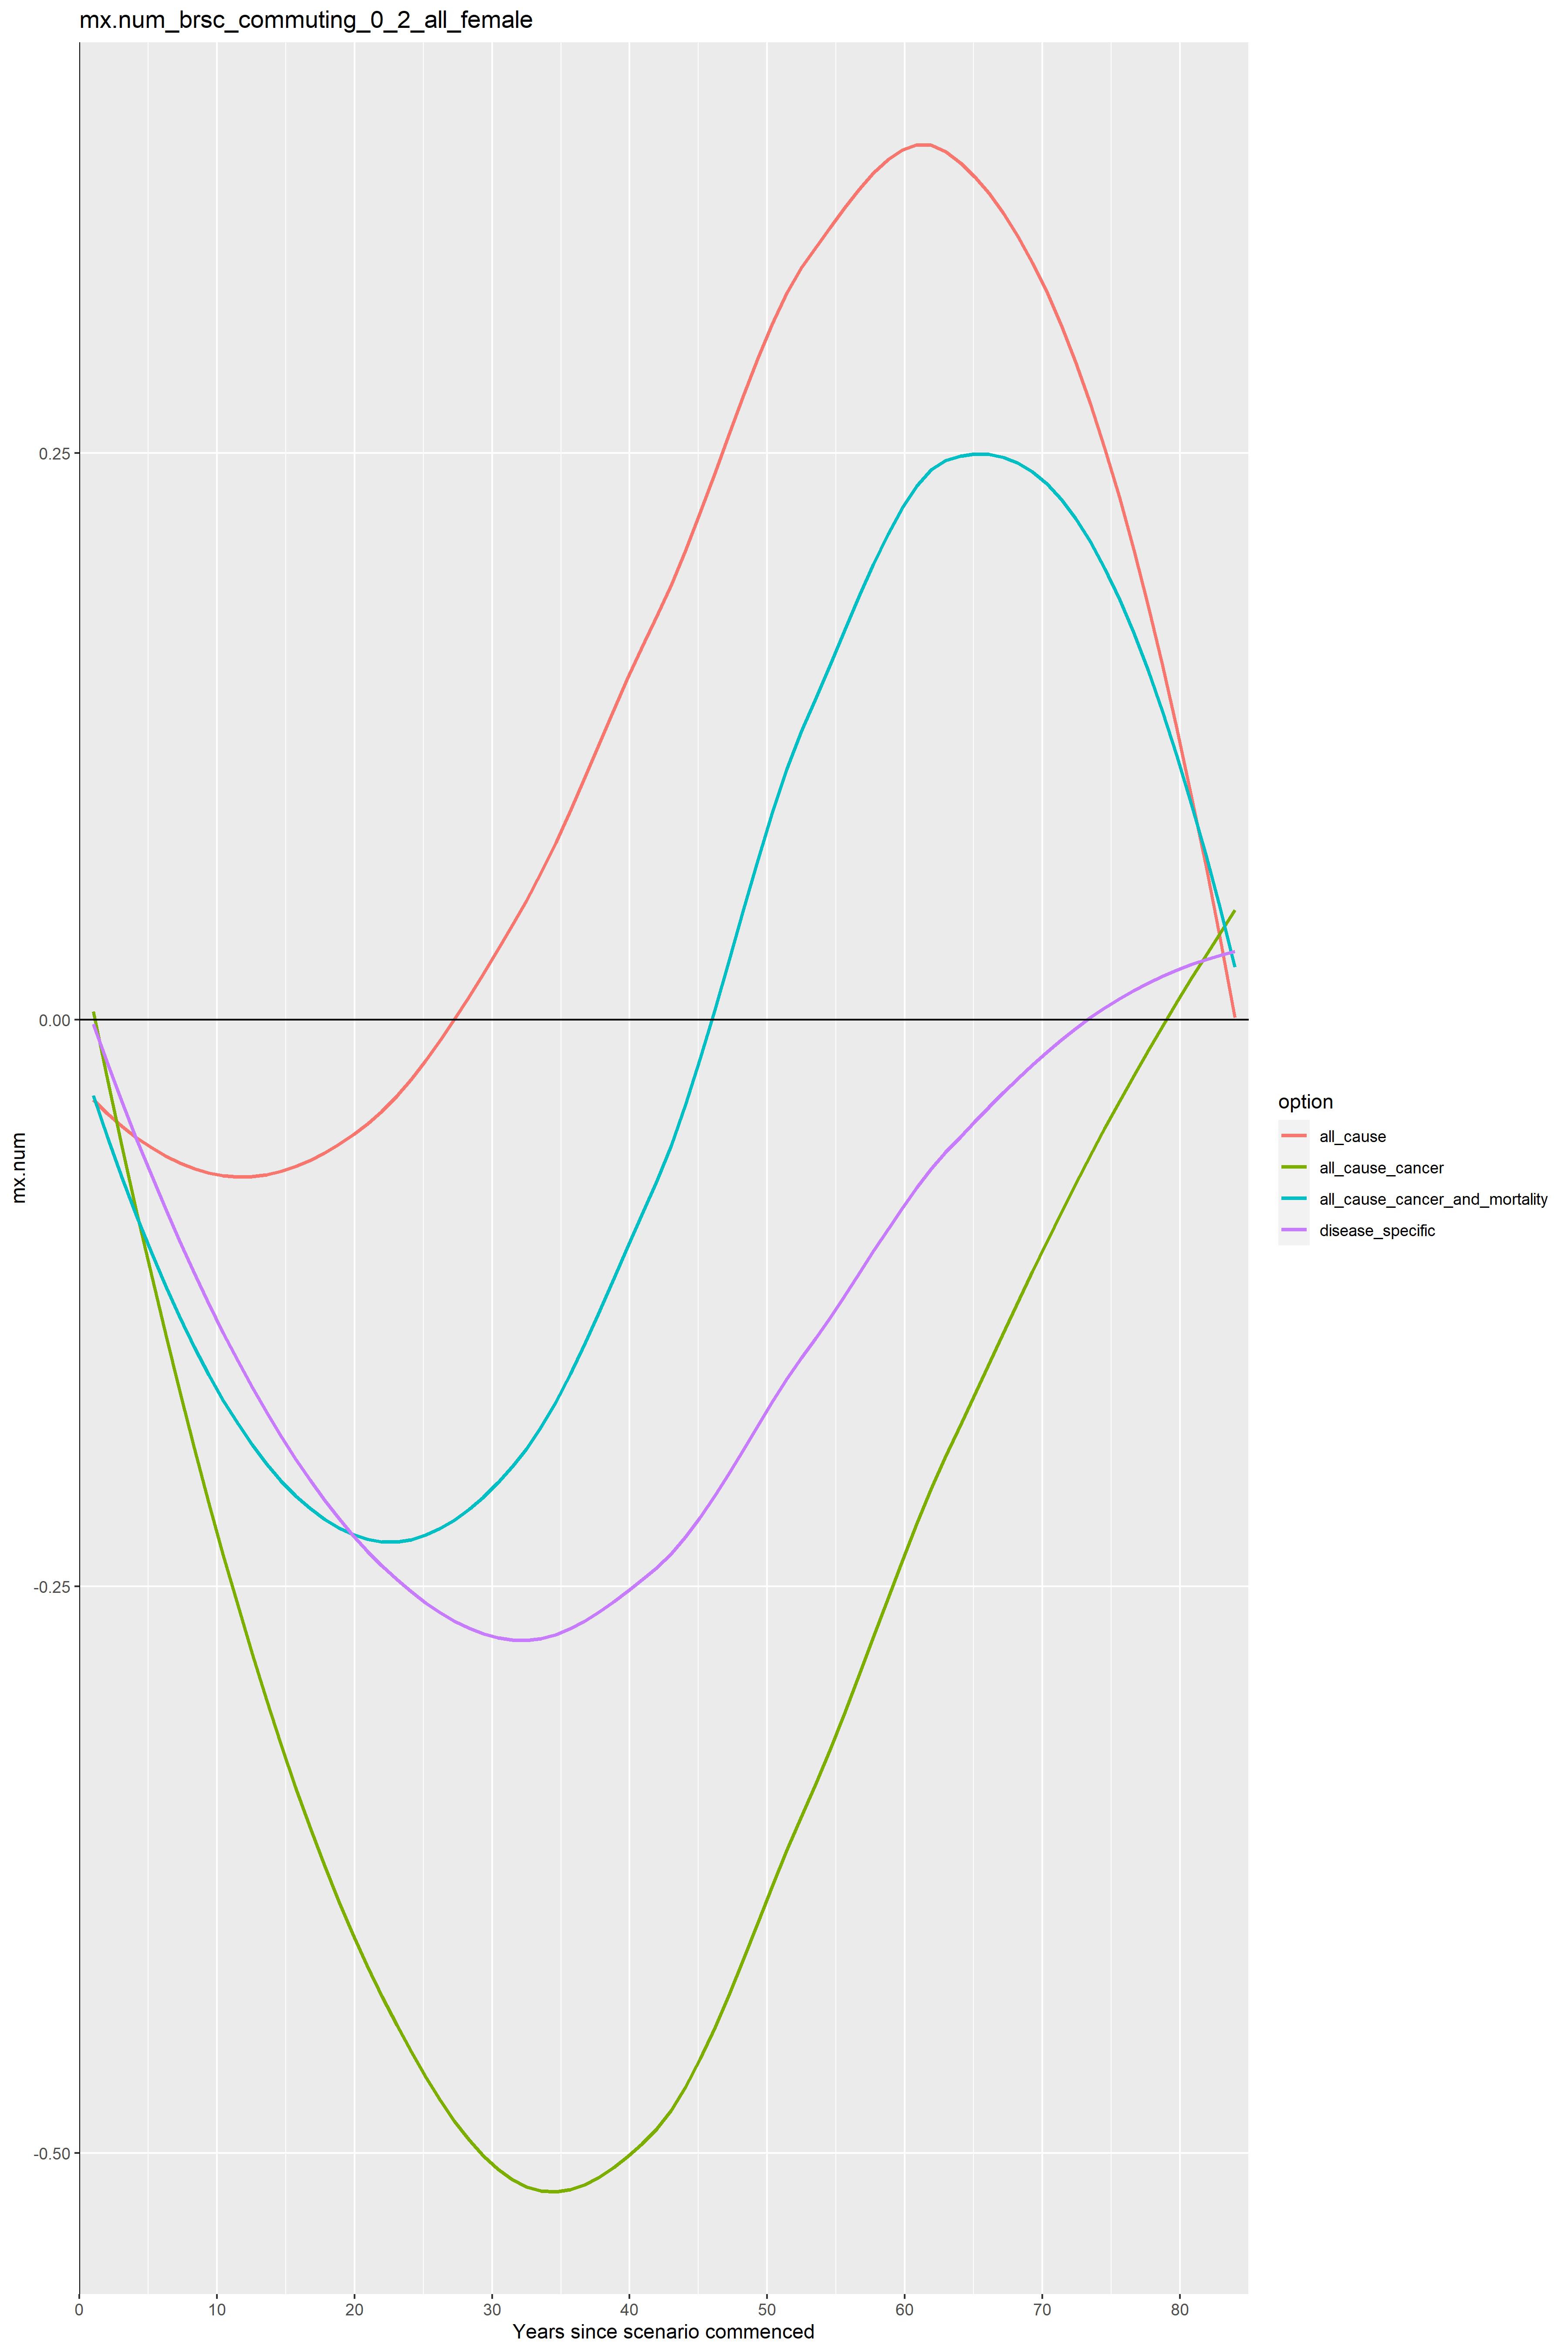 mx.num_brsc_commuting_0_2_all_female
mx.num
0.25
0.00
-0.25
-0.50
0 10 20 30 40 50 60 70 80
Years since scenario commenced
option
all_cause
all_cause_cancer
all_cause_cancer_and_mortality
disease_specific